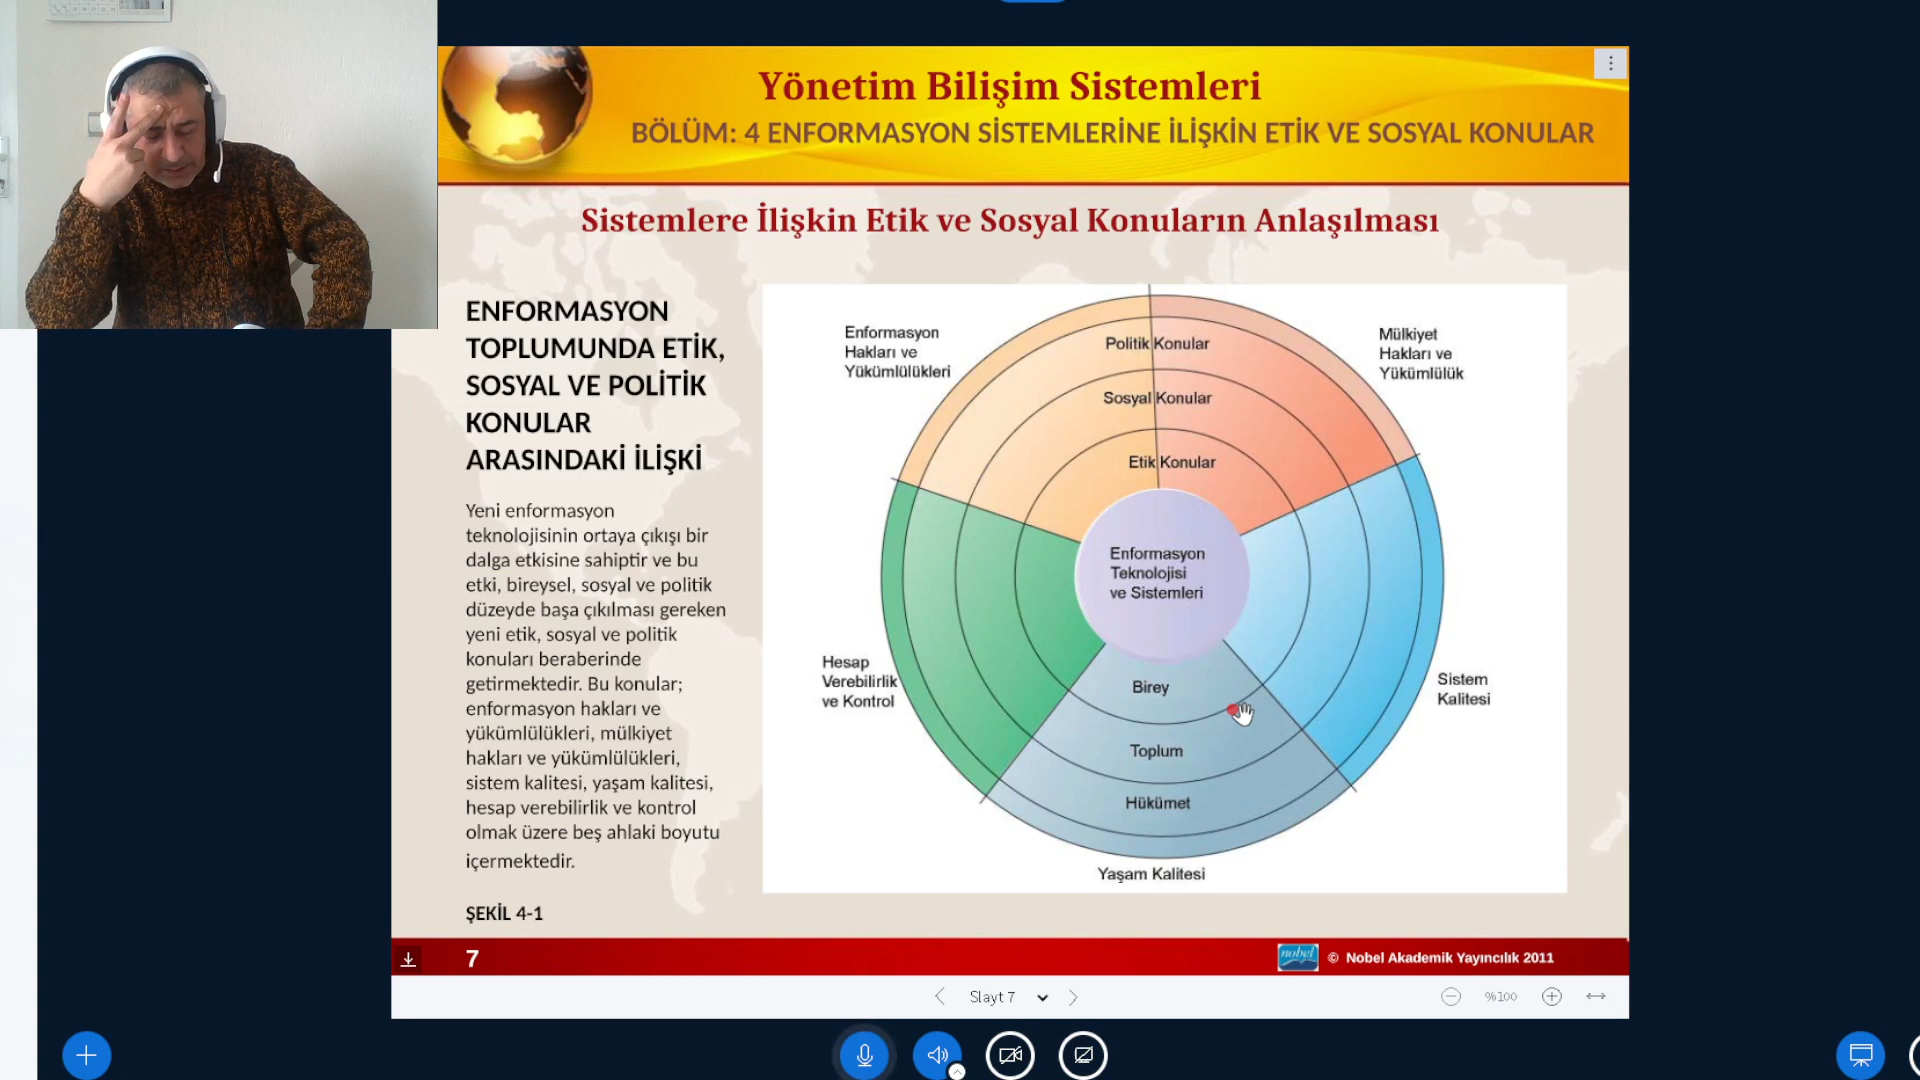 Yönetim Bilişim Sistemleri
BÖLÜM: 4 ENFORMASYON SİSTEMLERİNE İLİŞKİN ETİK VE SOSYAL KONULAR
Sistemlere İlişkin Etik ve Sosyal Konuların Anlaşılması
ENFORMASYON
TOPLUMUNDA ETİK,
SOSYAL VE POLİTİK
KONULAR
ARASINDAKİ İLİŞKİ
Yeni enformasyon
teknolojisinin ortaya çıkışı bir
dalga etkisine sahiptir ve bu
etki, bireysel, sosyal ve politik
düzeyde başa çıkılması gereken
yeni etik, sosyal ve politik
konuları beraberinde
getirmektedir. Bu konular;
enformasyon hakları ve
yükümlülükleri, mülkiyet
hakları ve yükümlülükleri,
sistem kalitesi, yaşam kalitesi,
hesap verebilirlik ve kontrol
olmak üzere beş ahlaki boyutu
içermektedir.
ŞEKİL 4-1
Enformasyon
Hakları ve
Yükümlülükleri
Politik Konular
Sosyal Konular
Etik Konular
Mülkiyet
Hakları ve
Yükümlülük
Enformasyon
Teknolojisi
ve Sistemleri
Hesap
Verebilirlik
ve Kontrol
Birey
Toplum
Hükümet
Sistem
Kalitesi
Yaşam Kalitesi
7
nobel
© Nobel Akademik Yayıncılık 2011
Slayt 7
%100